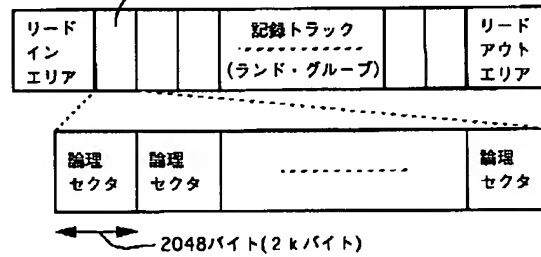 リード
イン
エリア
記録トラック
(ランド・グルーブ)
リード
アウト
エリア
論理
セクタ
論理
セクタ
論理
セクタ
2048バイト(2kバイト)